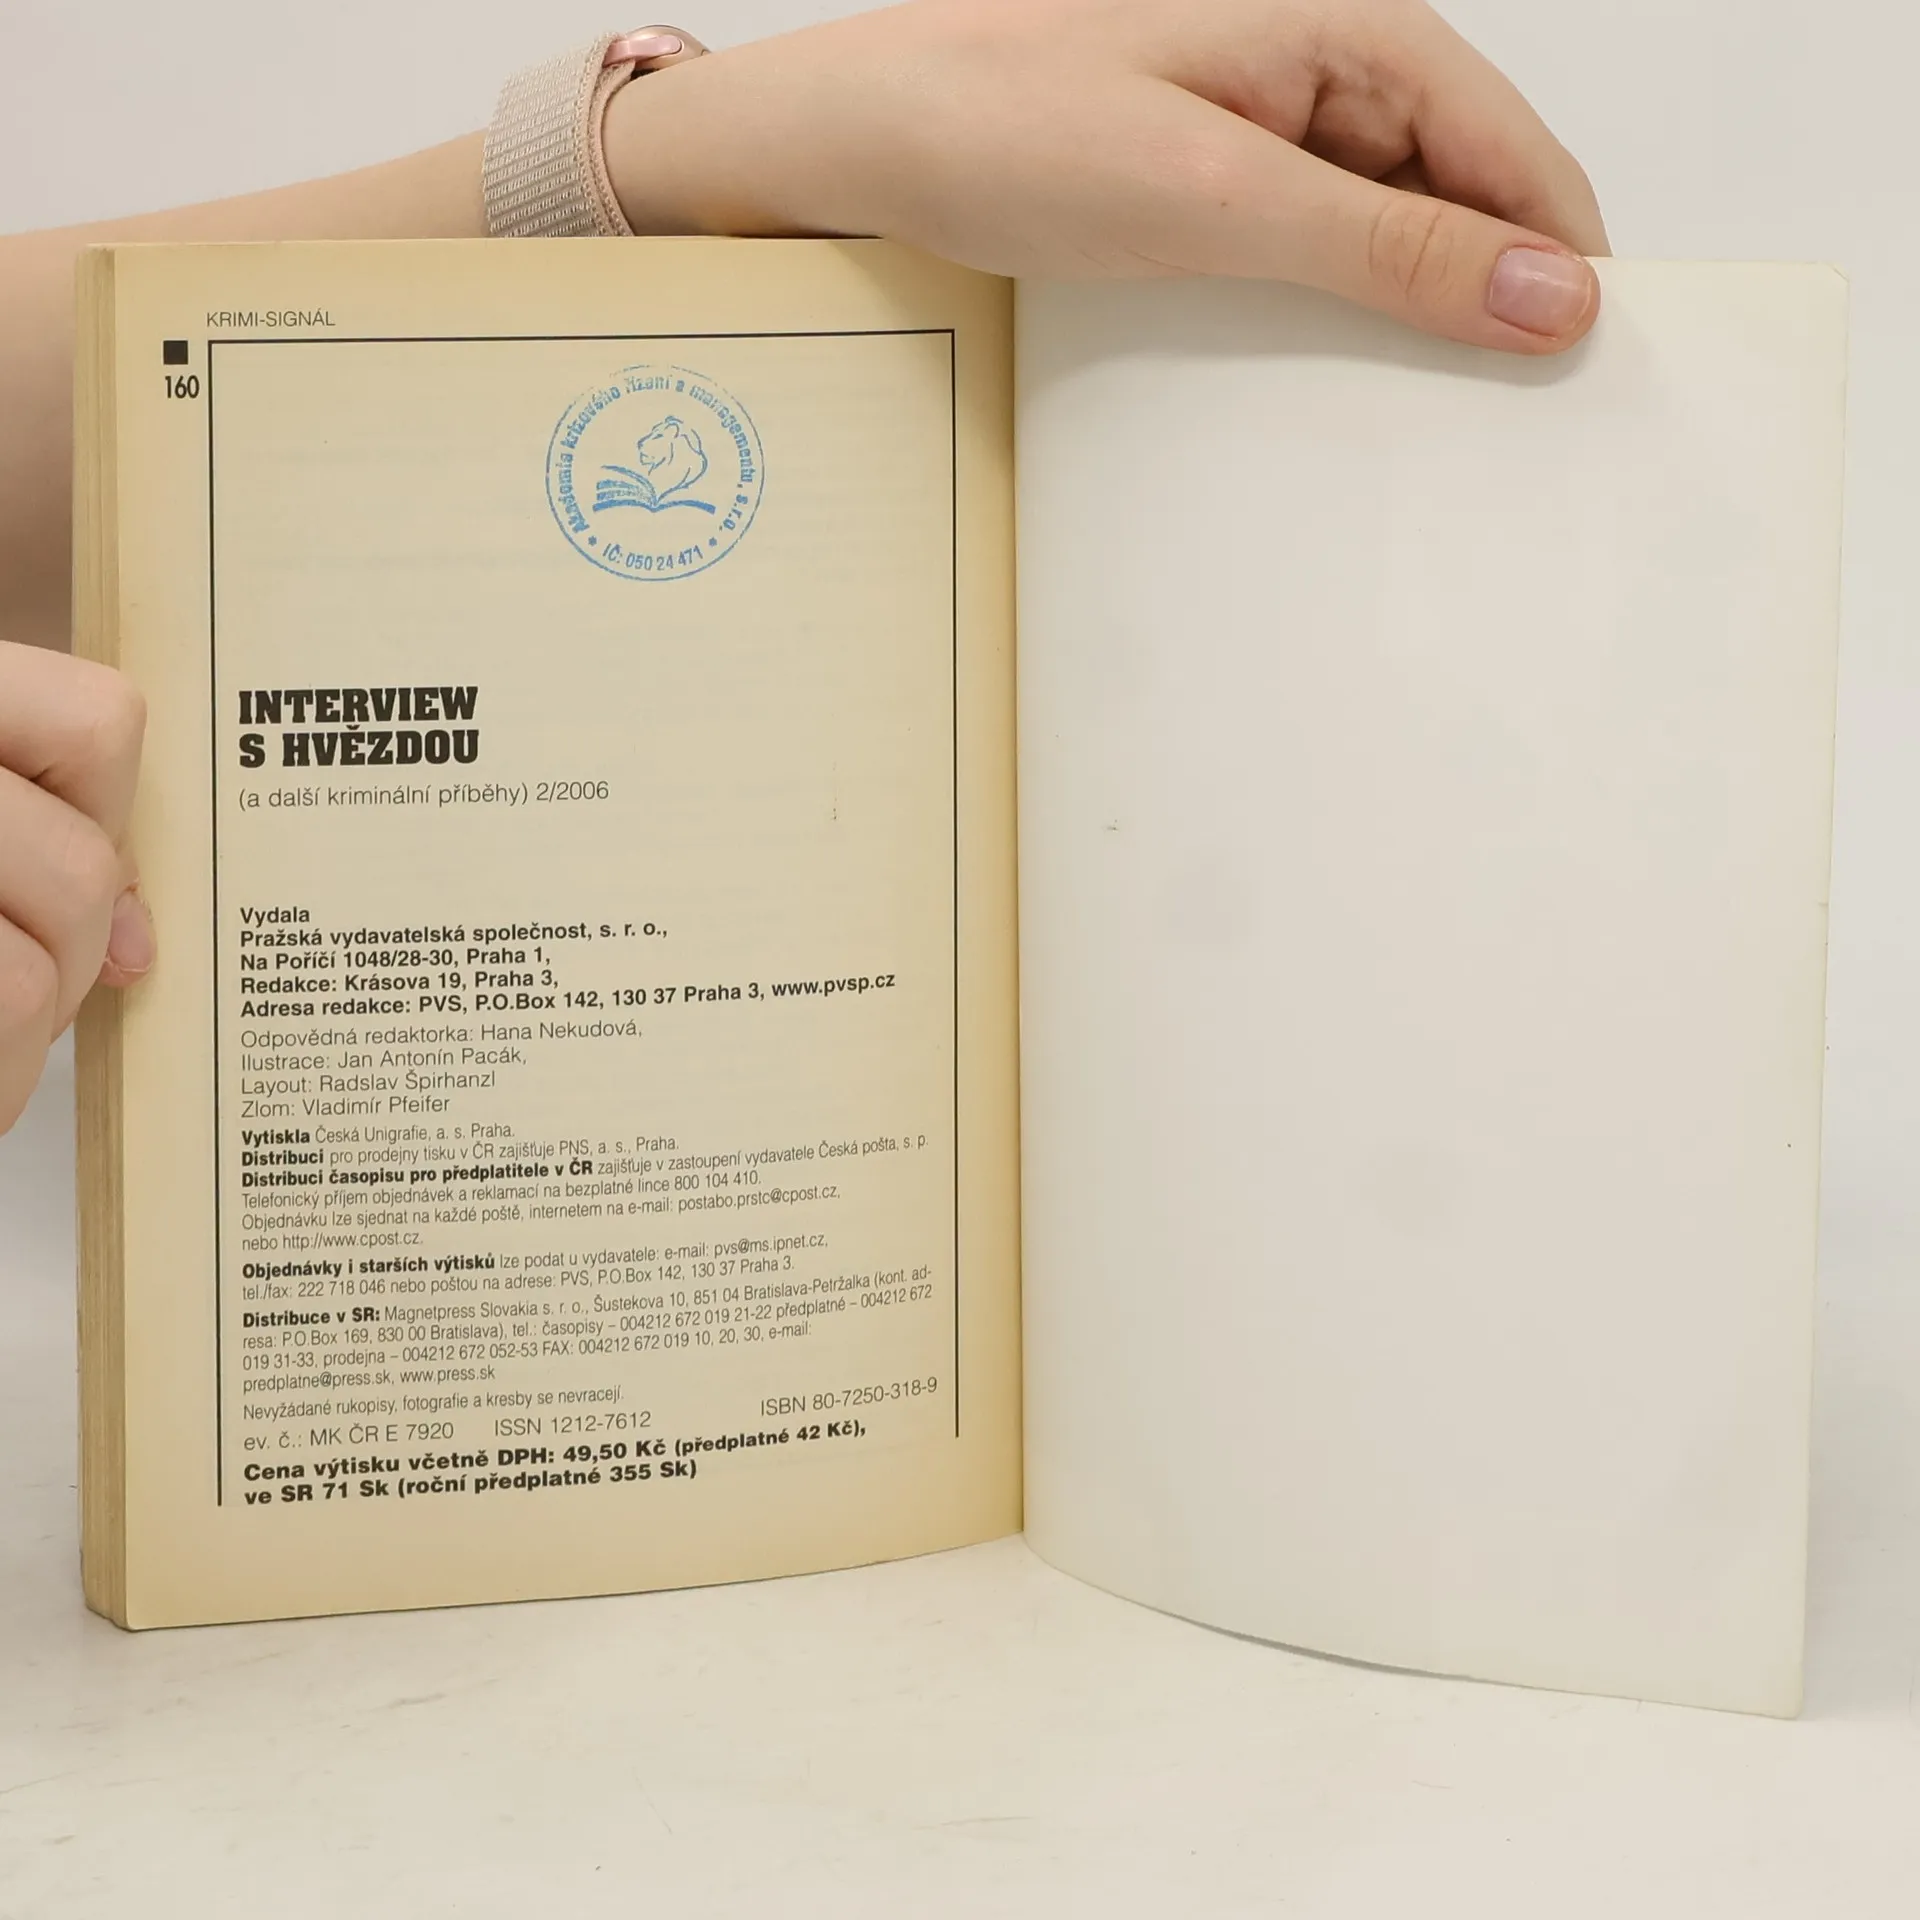 KRIMI-SIGNÁL
160
Akademie krizového řízení a managementu, s.r.o.
* IČ: 050 24 471 *
INTERVIEW
S HVĚZDOU
(a další kriminální příběhy) 2/2006
Vydala
Pražská vydavatelská společnost, s. r. o.,
Na Poříčí 1048/28-30, Praha 1,
Redakce: Krásova 19, Praha 3,
Adresa redakce: PVS, P.O.Box 142, 130 37 Praha 3, www.pvsp.cz
Odpovědná redaktorka: Hana Nekudová,
Ilustrace: Jan Antonín Pacák,
Layout: Radslav Špirhanzl
Zlom: Vladimír Pfeifer
Vytiskla Česká Unigrafie, a. s. Praha.
Distribuci pro prodejny tisku v ČR zajišťuje PNS, a. s., Praha.
Distribuci časopisu pro předplatitele v ČR zajišťuje v zastoupení vydavatele Česká pošta, s. p.
Telefonický příjem objednávek a reklamací na bezplatné lince 800 104 410.
Objednávku lze sjednat na každé poště, internetem na e-mail: postabo.prstc@cpost.cz,
nebo http://www.cpost.cz.
Objednávky i starších výtisků lze podat u vydavatele: e-mail: pvs@ms.ipnet.cz,
tel./fax: 222 718 046 nebo poštou na adrese: PVS, P.O.Box 142, 130 37 Praha 3.
Distribuce v SR: Magnetpress Slovakia s. r. o., Šustekova 10, 851 04 Bratislava-Petržalka (kont. ad-
resa: P.O.Box 169, 830 00 Bratislava), tel.: časopisy – 004212 672 019 21-22 předplatné – 004212 672
019 31-33, prodejna – 004212 672 052-53 FAX: 004212 672 019 10, 20, 30, e-mail:
predplatne@press.sk, www.press.sk
Nevyžádané rukopisy, fotografie a kresby se nevracejí.
ev. č.: MK ČR E 7920 ISSN 1212-7612 ISBN 80-7250-318-9
Cena výtisku včetně DPH: 49,50 Kč (předplatné 42 Kč),
ve SR 71 Sk (roční předplatné 355 Sk)